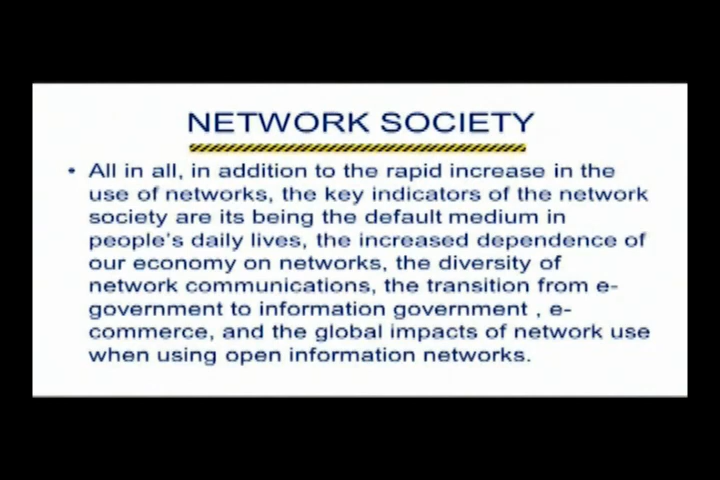 NETWORK SOCIETY
• All in all, in addition to the rapid increase in the
use of networks, the key indicators of the network
society are its being the default medium in
people's daily lives, the increased dependence of
our economy on networks, the diversity of
network communications, the transition from e-
government to information government , e-
commerce, and the global impacts of network use
when using open information networks.